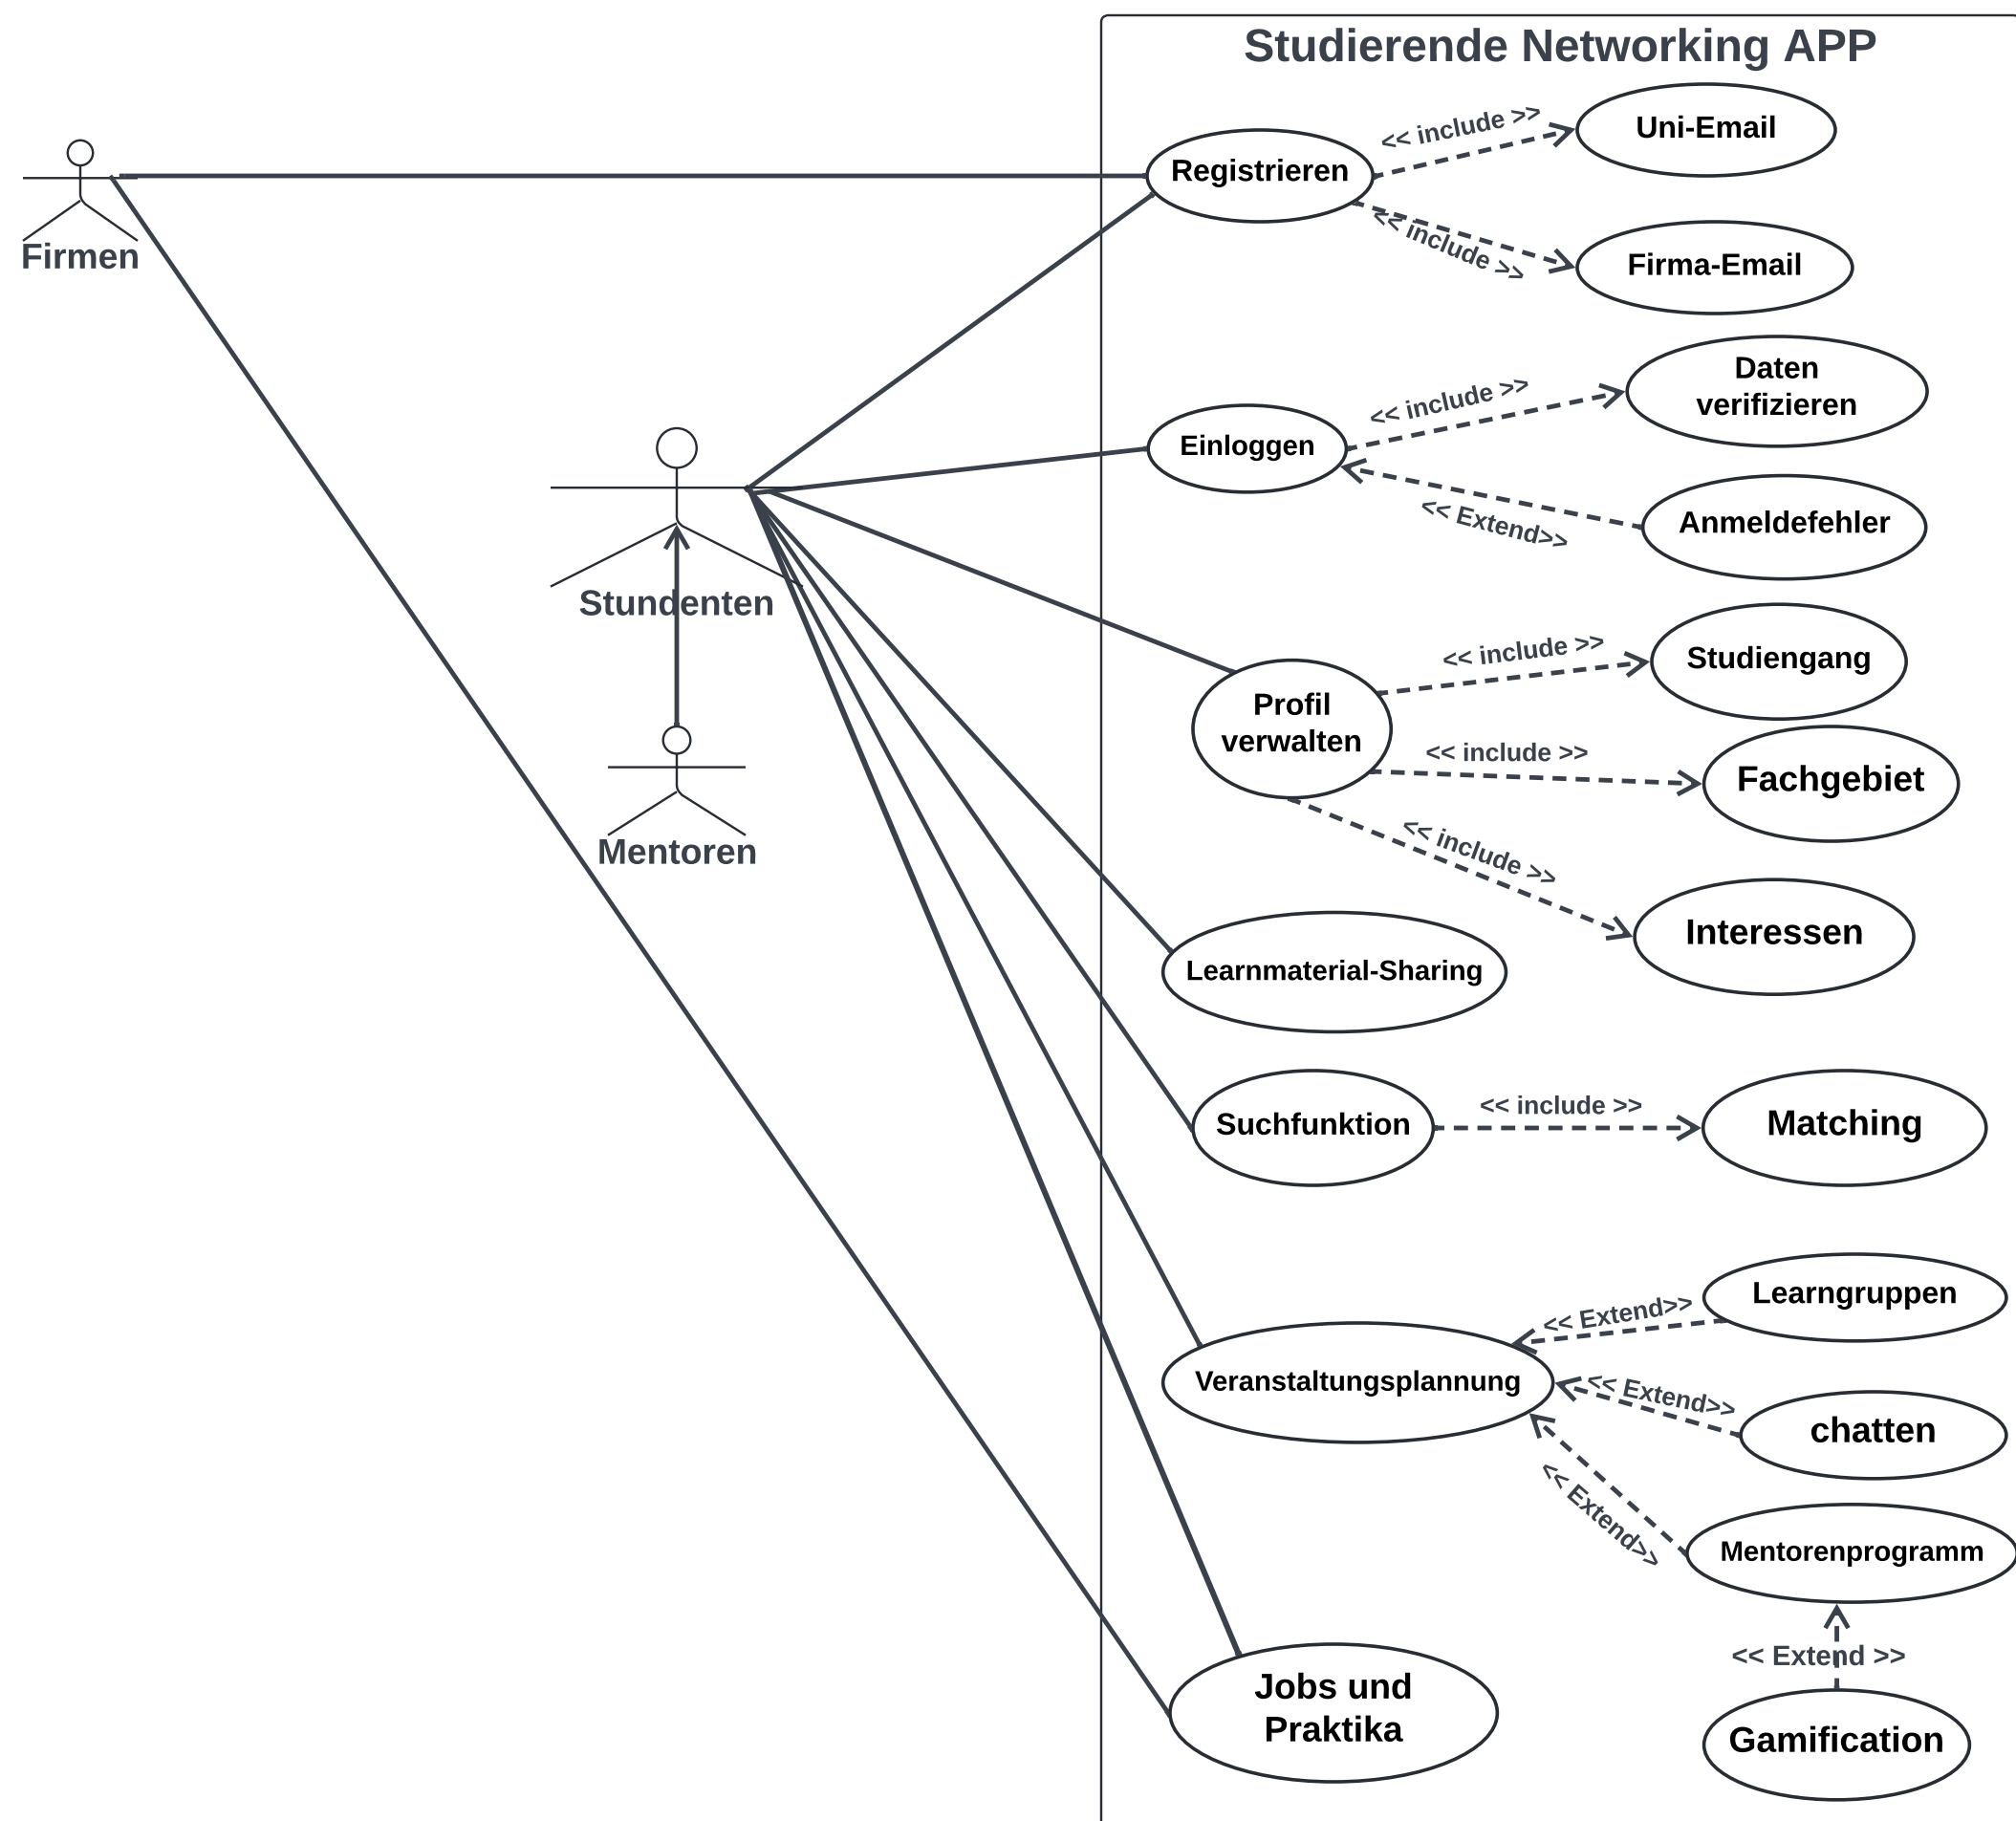 Studierende Networking APP
<< include >>
Uni-Email
Registrieren
Firmen
<< include >>
Firma-Email
Daten
verifizieren
<< include >>
Einloggen
<< Extend>>
Anmeldefehler
Stundenten
<< include >>
Studiengang
Profil
verwalten
<< include >>
Fachgebiet
Mentoren
<< include >>
Interessen
Learnmaterial-Sharing
<< include >>
Suchfunktion
Matching
Learngruppen
<< Extend>>
Veranstaltungsplannung
<< Extend>>
chatten
<< Extend>>
Mentorenprogramm
<< Extend >>
Jobs und
Praktika
Gamification